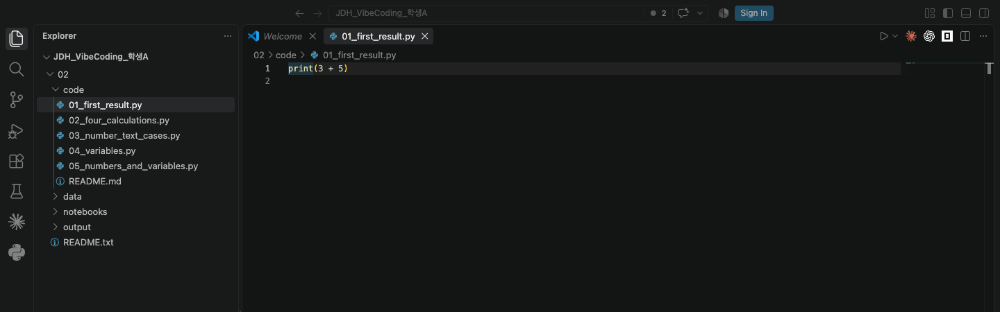 JDH_VibeCoding_학생A
2
Sign In
Explorer
Welcome
01_first_result.py
JDH_VibeCoding_학생A
02
code
01_first_result.py
02_four_calculations.py
03_number_text_cases.py
04_variables.py
05_numbers_and_variables.py
README.md
data
notebooks
output
README.txt
02 > code > 01_first_result.py
1 print(3 + 5)
2